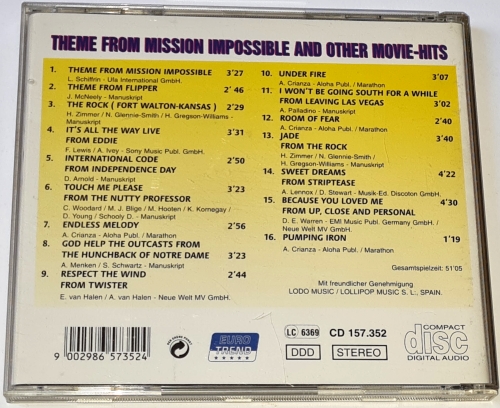 THEME FROM MISSION IMPOSSIBLE AND OTHER MOVIE-HITS
1. THEME FROM MISSION IMPOSSIBLE 3'27
L. Schiffrin - Ufa International GmbH.
2. THEME FROM FLIPPER 2'46
J. McNeely - Manuskript
3. THE ROCK ( FORT WALTON-KANSAS ) 2'29
H. Zimmer / N. Glennie-Smith / H. Gregson-Williams -
Manuskript
4. IT'S ALL THE WAY LIVE 3'31
FROM EDDIE
F. Lewis / A. Ivey - Sony Music Publ. GmbH.
5. INTERNATIONAL CODE 2'50
FROM INDEPENDENCE DAY
D. Arnold - Manuskript
6. TOUCH ME PLEASE 3'23
FROM THE NUTTY PROFESSOR
C. Woodard / M. J. Blige / M. Hooten / K. Kornegay /
D. Young / Schooly D. - Manuskript
7. ENDLESS MELODY 2'56
A. Crianza - Aloha Publ. / Marathon
8. GOD HELP THE OUTCASTS FROM
THE HUNCHBACK OF NOTRE DAME 3'23
A. Menken / S. Schwartz - Manuskript
9. RESPECT THE WIND 2'44
FROM TWISTER
E. van Halen / A. van Halen - Neue Welt MV GmbH.
10. UNDER FIRE 3'07
A. Crianza - Aloha Publ. / Marathon
11. I WON'T BE GOING SOUTH FOR A WHILE
FROM LEAVING LAS VEGAS 3'02
A. Palladino - Manuskript
12. ROOM OF FEAR 2'40
A. Crianza - Aloha Publ. / Marathon
13. JADE 3'40
FROM THE ROCK
H. Zimmer / N. Glennie-Smith /
H. Gregson-Williams - Manuskript
14. SWEET DREAMS 4'22
FROM STRIPTEASE
A. Lennox / D. Stewart - Musik-Ed. Discoton GmbH.
15. BECAUSE YOU LOVED ME 4'30
FROM UP, CLOSE AND PERSONAL
D. E. Warren - EMI Music Publ. Germany GmbH. /
Neue Welt MV GmbH.
16. PUMPING IRON 1'19
A. Crianza - Aloha Publ. / Marathon
Gesamtspielzeit: 51'05
Mit freundlicher Genehmigung
LODO MUSIC / LOLLIPOP MUSIC S. L., SPAIN.
9 002986 573524
EURO
TREND
LC 6369
CD 157.352
DDD
STEREO
COMPACT
disc
DIGITAL AUDIO